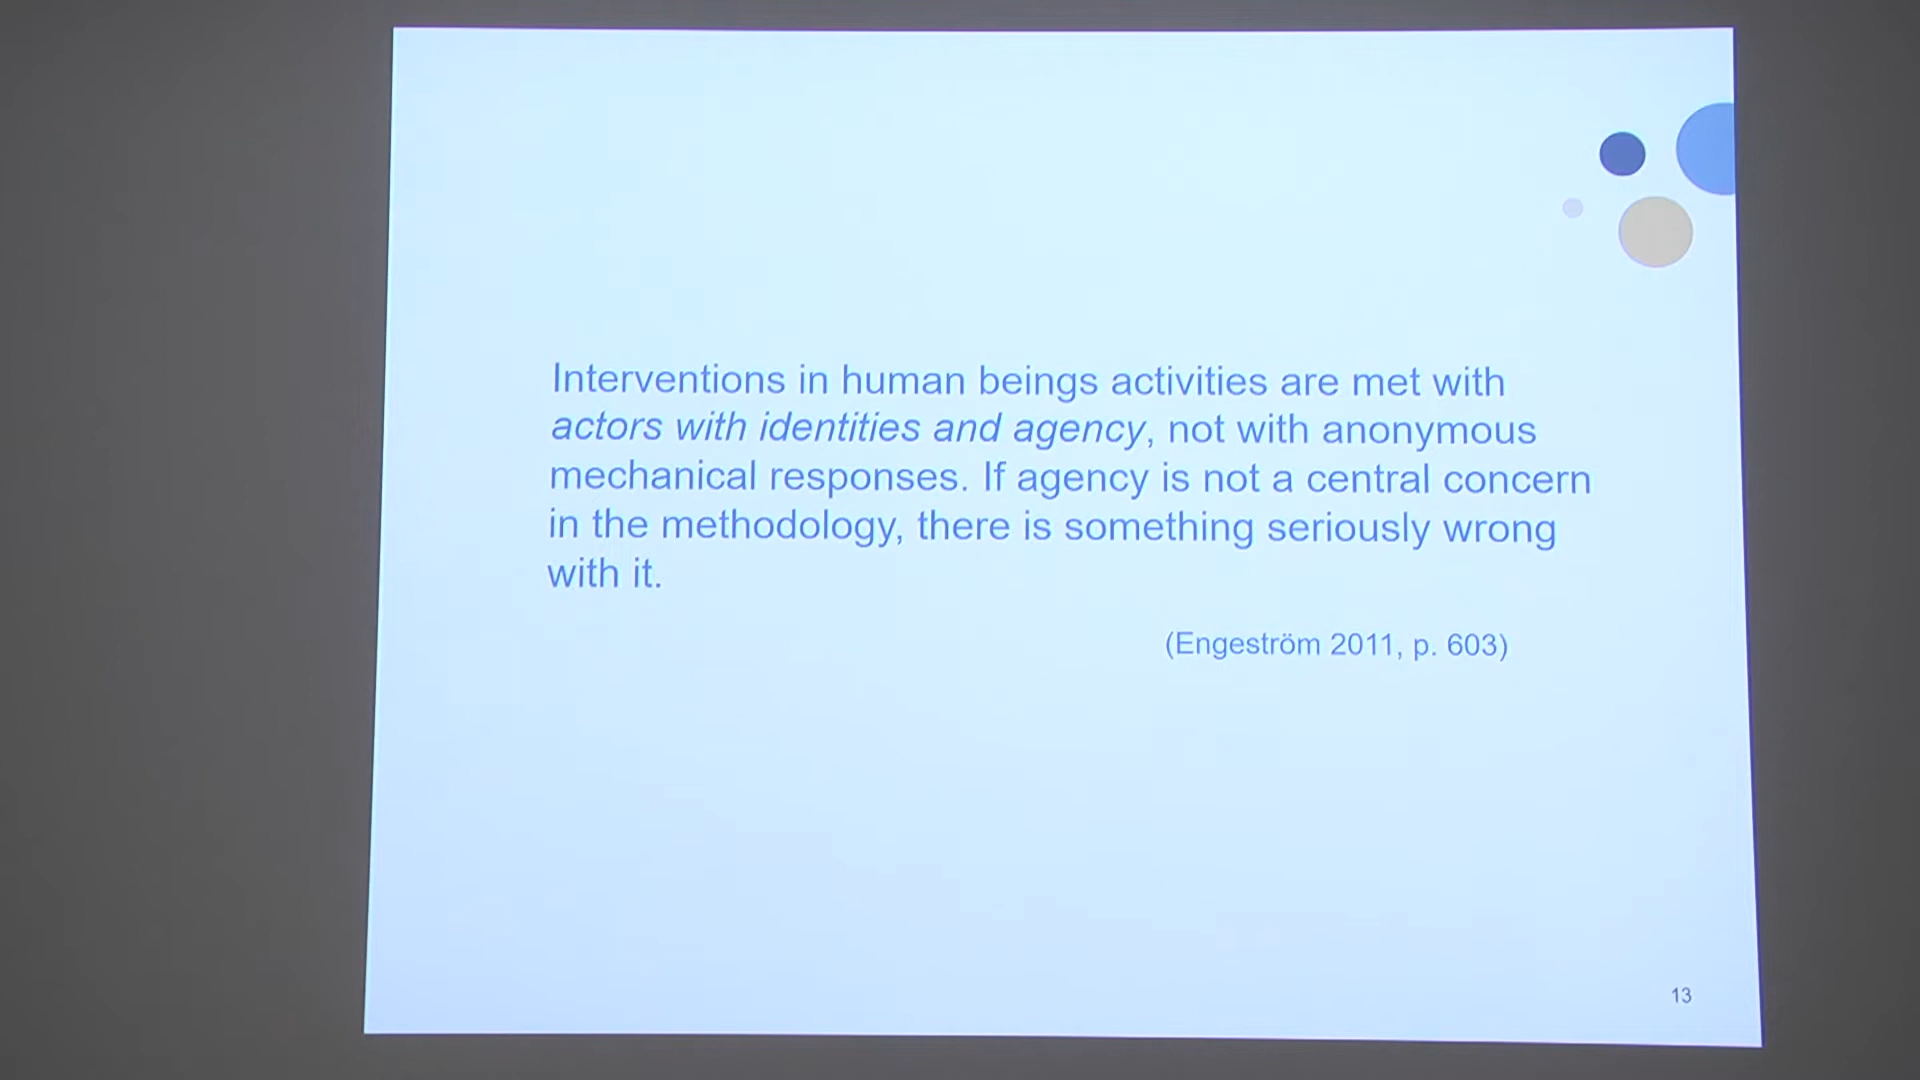 Interventions in human beings activities are met with
actors with identities and agency, not with anonymous
mechanical responses. If agency is not a central concern
in the methodology, there is something seriously wrong
with it.
(Engeström 2011, p. 603)
13